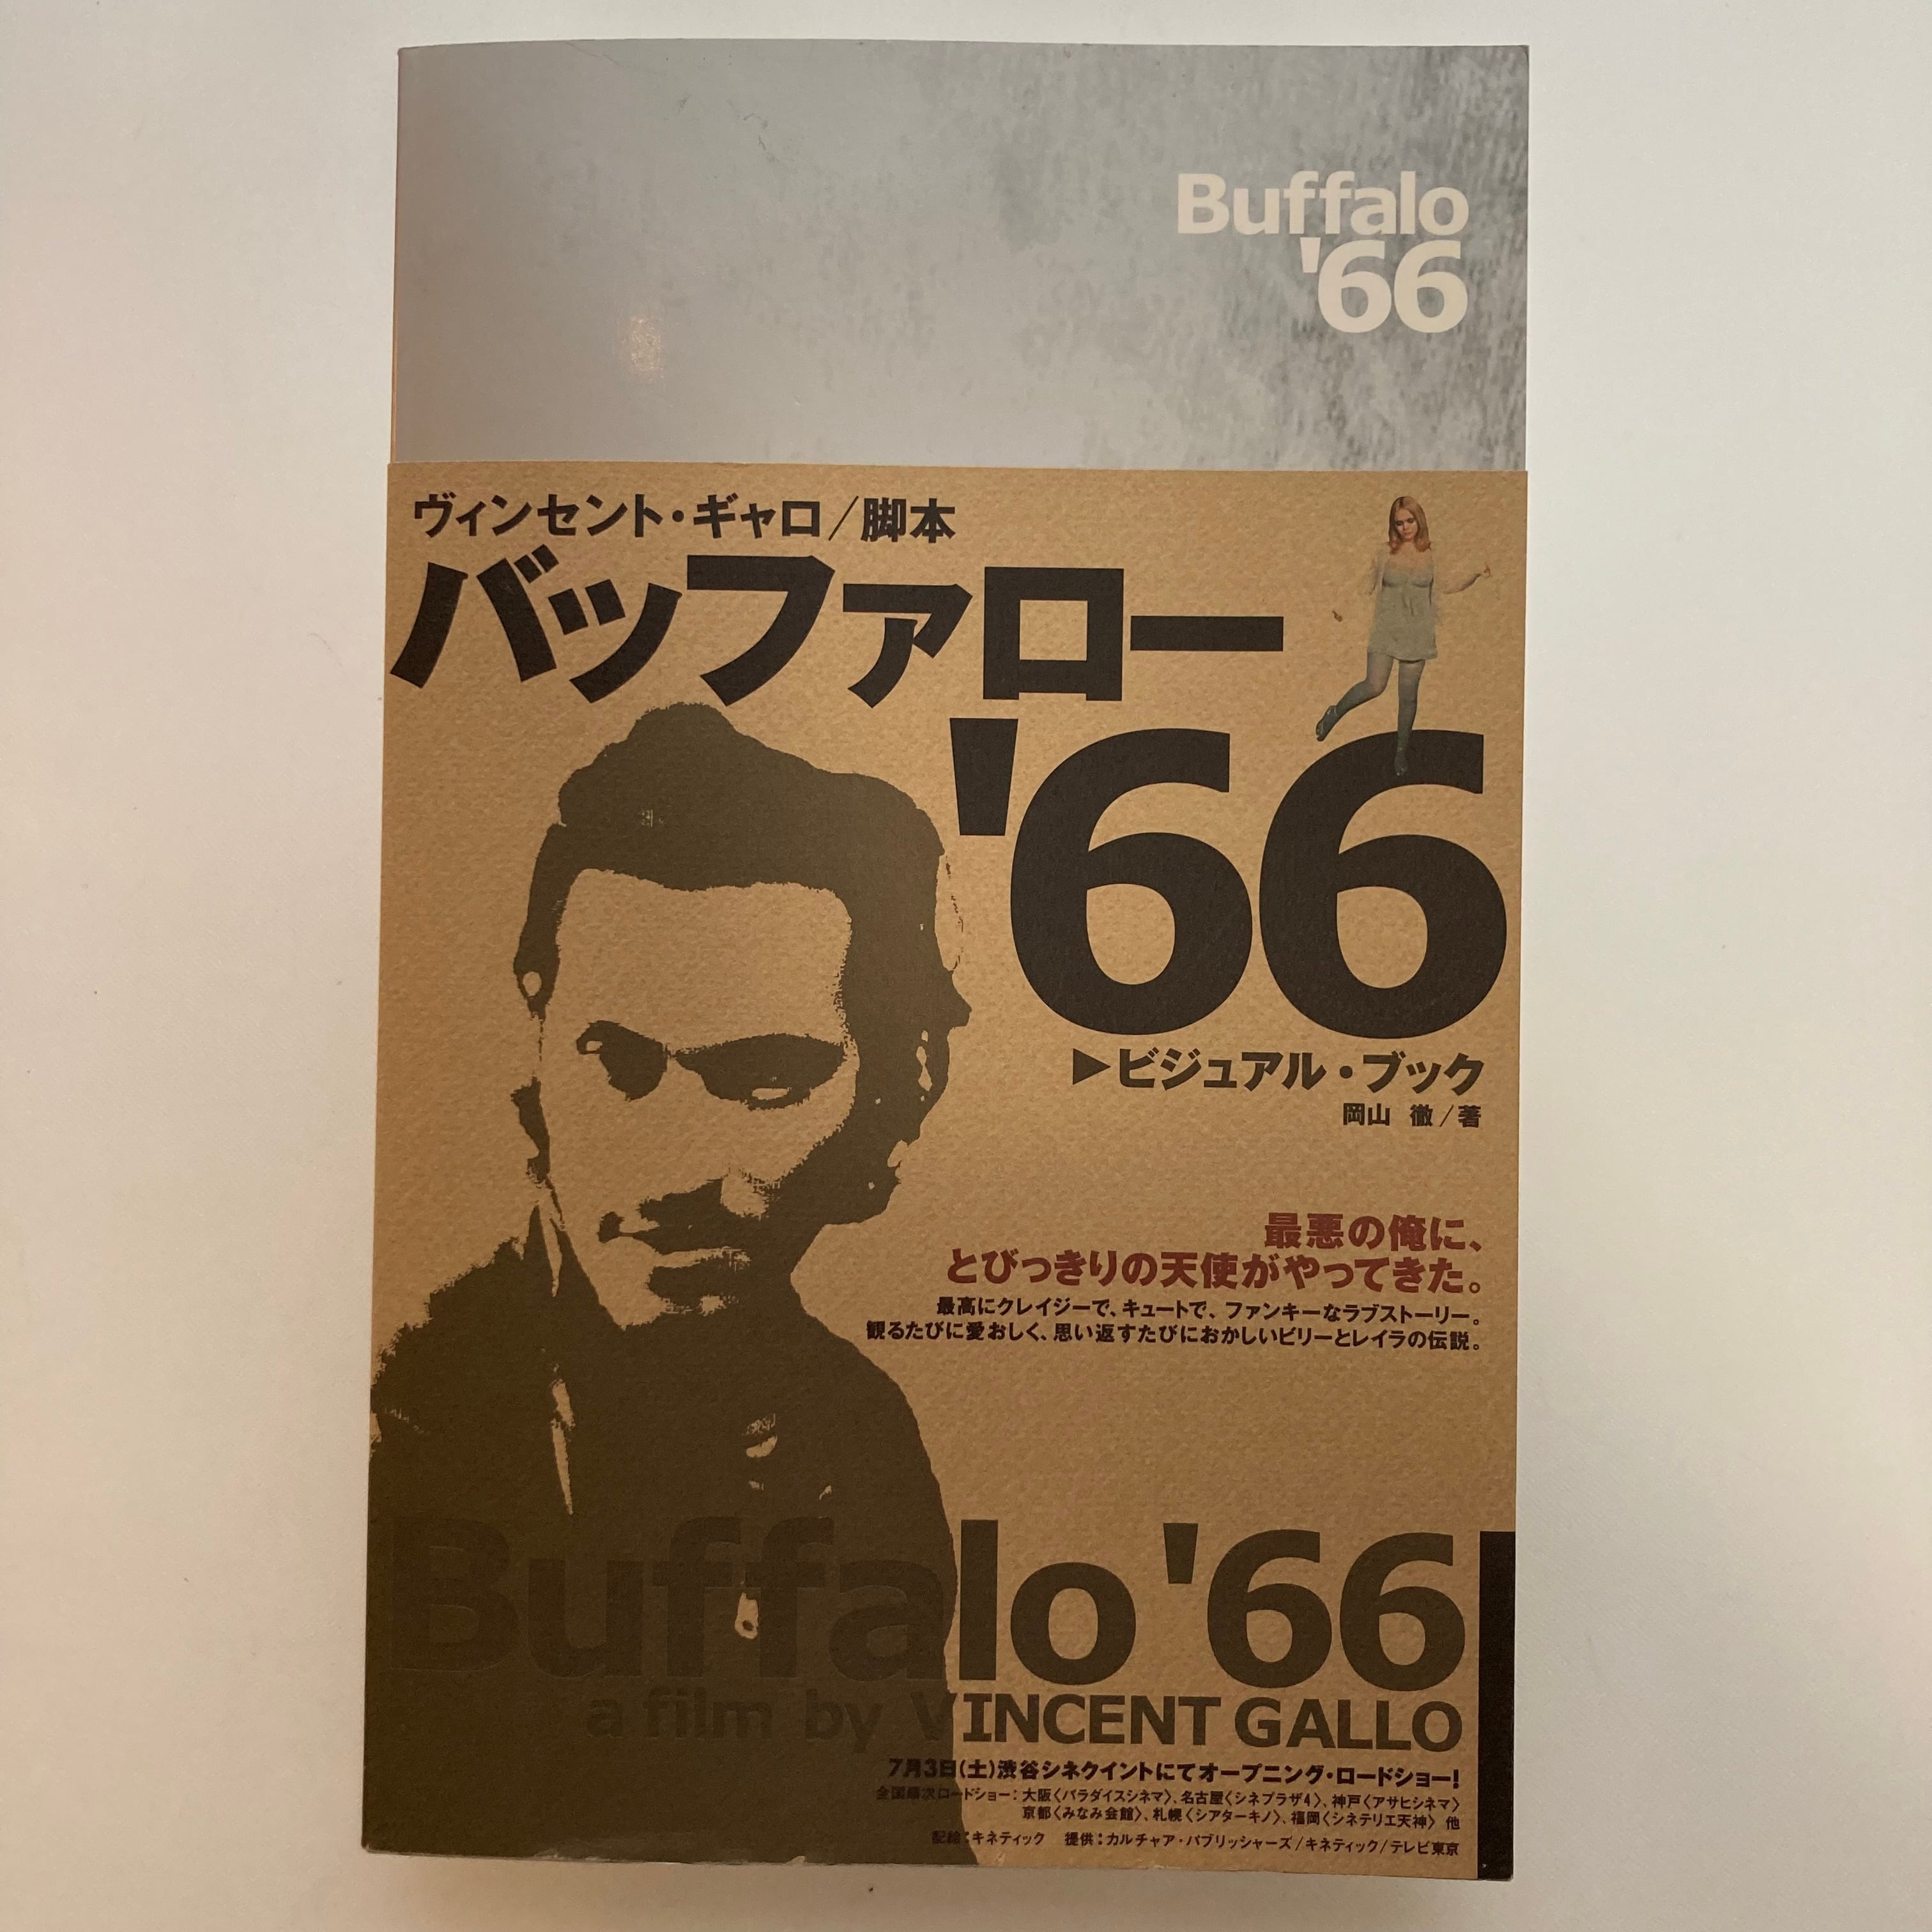 Buffalo
'66
ヴィンセント・ギャロ/脚本
バッファロー
'66
▶ビジュアル・ブック
岡山 徹/著
最悪の俺に、
とびっきりの天使がやってきた。
最高にクレイジーで、キュートで、ファンキーなラブストーリー。
観るたびに愛おしく、思い返すたびにおかしいビリーとレイラの伝説。
Buffalo '66
a film by VINCENT GALLO
7月3日(土)渋谷シネクイントにてオープニング・ロードショー!
全国順次ロードショー:大阪〈パラダイスシネマ〉、名古屋〈シネプラザ4〉、神戸〈アサヒシネマ〉
京都〈みなみ会館〉、札幌〈シアターキノ〉、福岡〈シネテリエ天神〉 他
配給:キネティック 提供:カルチャア・パブリッシャーズ/キネティック/テレビ東京